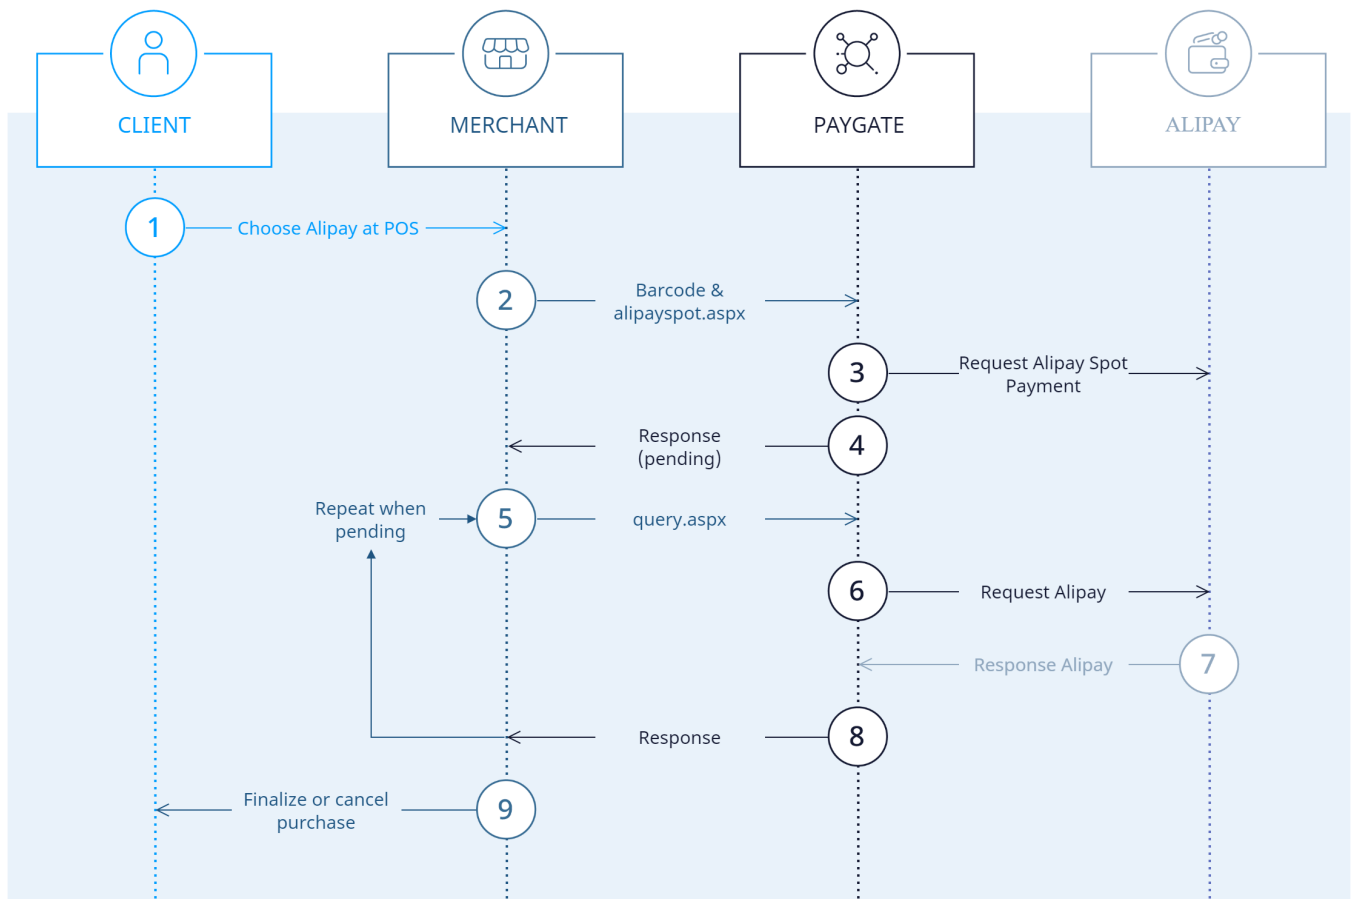 CLIENT
MERCHANT
PAYGATE
ALIPAY
1
Choose Alipay at POS
2
Barcode &
alipayspot.aspx
3
Request Alipay Spot
Payment
4
Response
(pending)
Repeat when
pending
5
query.aspx
6
Request Alipay
7
Response Alipay
8
Response
9
Finalize or cancel
purchase